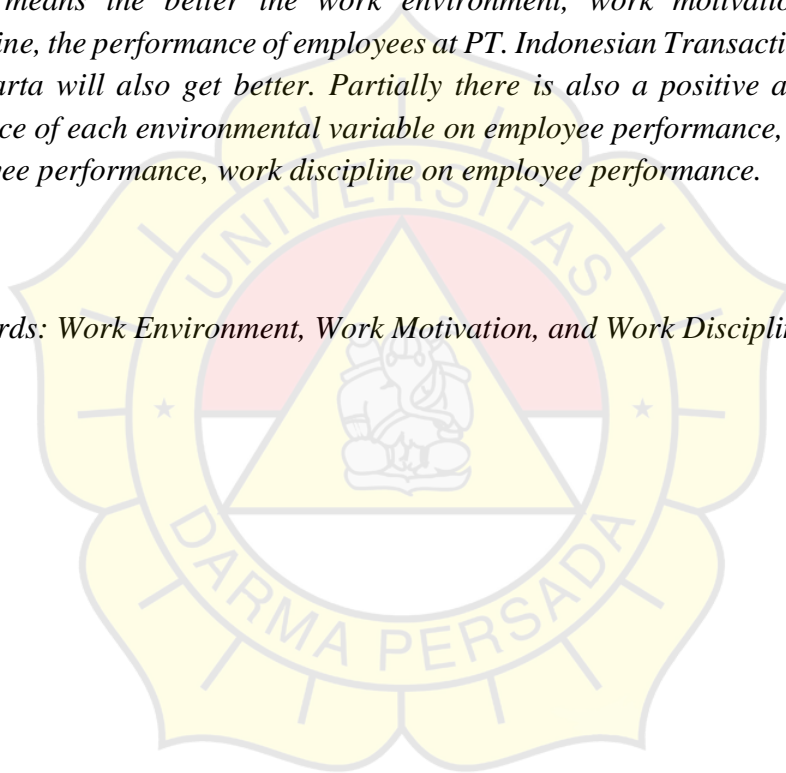 means the better the work environment, work motivatio
ine, the performance of employees at PT. Indonesian Transacti
arta will also get better. Partially there is also a positive a
ce of each environmental variable on employee performance,
ee performance, work discipline on employee performance.
rds: Work Environment, Work Motivation, and Work Disciplin
UNIVERSITAS
DARMA PERSADA